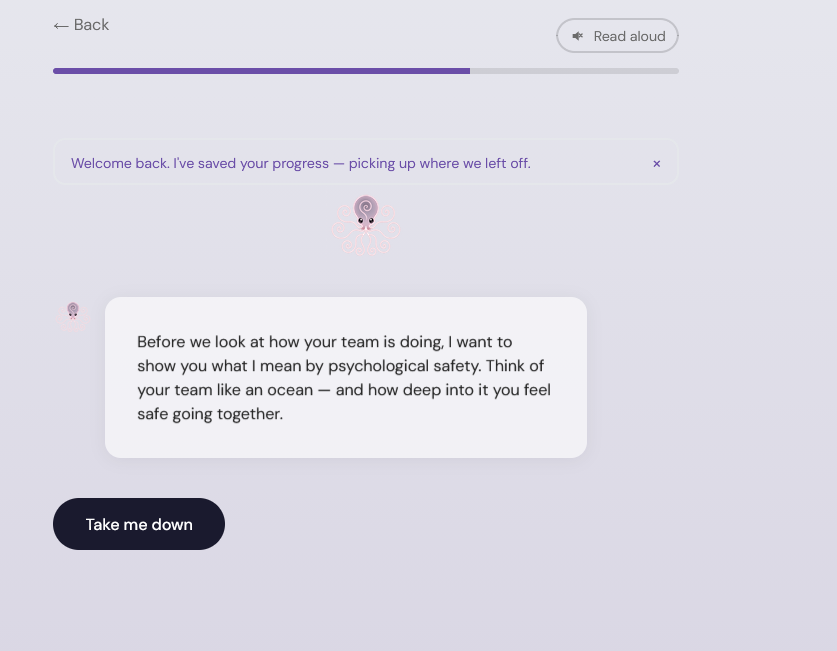 ← Back
Read aloud
Welcome back. I've saved your progress — picking up where we left off.
×
Before we look at how your team is doing, I want to
show you what I mean by psychological safety. Think of
your team like an ocean — and how deep into it you feel
safe going together.
Take me down